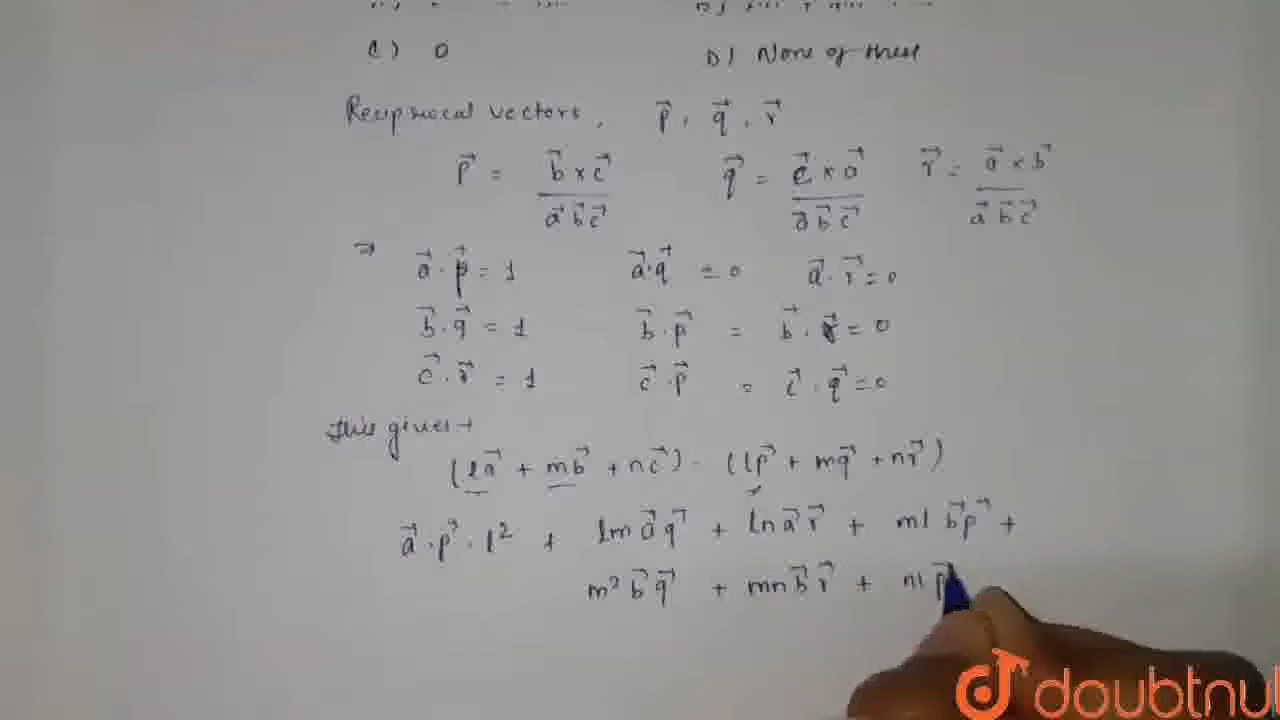 C) 0 D) None of these
Reciprocal vectors, p⃗, q⃗, r⃗
p⃗ = b⃗ × c⃗ / a⃗ b⃗ c⃗ q⃗ = c⃗ × a⃗ / a⃗ b⃗ c⃗ r⃗ = a⃗ × b⃗ / a⃗ b⃗ c⃗
⇒ a⃗ · p⃗ = 1 a⃗ · q⃗ = 0 a⃗ · r⃗ = 0
b⃗ · q⃗ = 1 b⃗ · p⃗ = b⃗ · r⃗ = 0
c⃗ · r⃗ = 1 c⃗ · p⃗ = c⃗ · q⃗ = 0
This gives →
(la⃗ + mb⃗ + nc⃗) · (lp⃗ + mq⃗ + nr⃗)
a⃗ · p⃗ · l² + lm a⃗ q⃗ + ln a⃗ r⃗ + ml b⃗ p⃗ +
m² b⃗ q⃗ + mn b⃗ r⃗ + nl p⃗
doubtnut